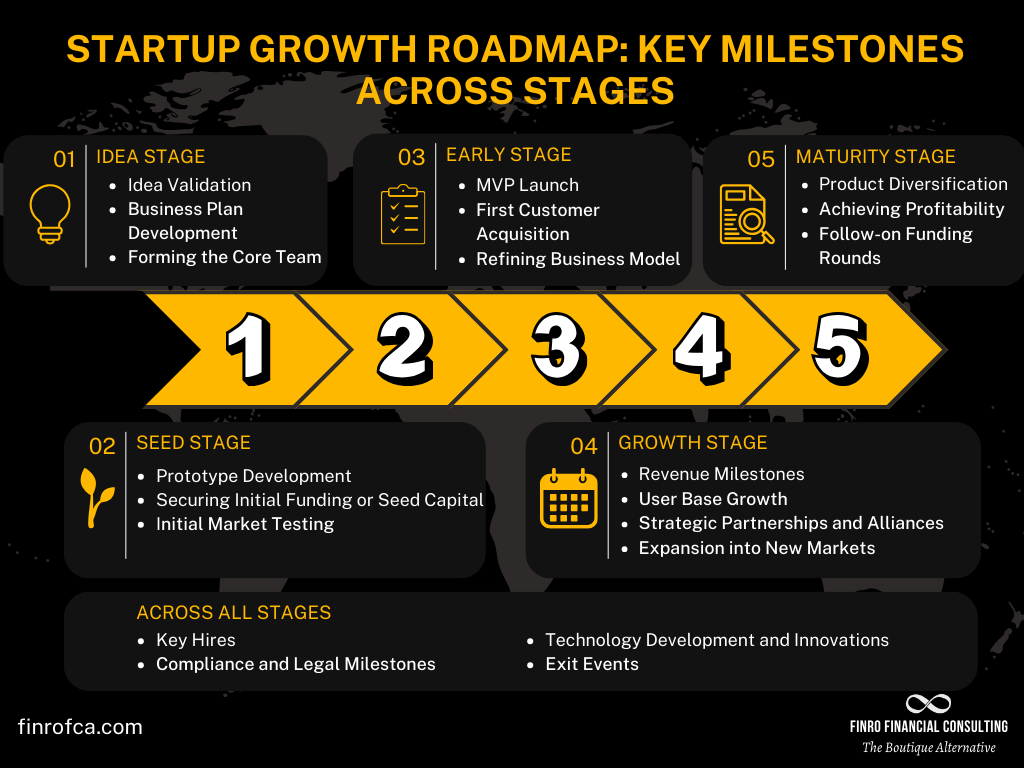 STARTUP GROWTH ROADMAP: KEY MILESTONES
ACROSS STAGES
01
IDEA STAGE
• Idea Validation
• Business Plan
Development
• Forming the Core Team
03
EARLY STAGE
• MVP Launch
• First Customer
Acquisition
• Refining Business Model
05
MATURITY STAGE
• Product Diversification
• Achieving Profitability
• Follow-on Funding
Rounds
1 2 3 4 5
02
SEED STAGE
• Prototype Development
• Securing Initial Funding or Seed Capital
• Initial Market Testing
04
GROWTH STAGE
• Revenue Milestones
• User Base Growth
• Strategic Partnerships and Alliances
• Expansion into New Markets
ACROSS ALL STAGES
• Key Hires
• Compliance and Legal Milestones
• Technology Development and Innovations
• Exit Events
finrofca.com
FINRO FINANCIAL CONSULTING
The Boutique Alternative